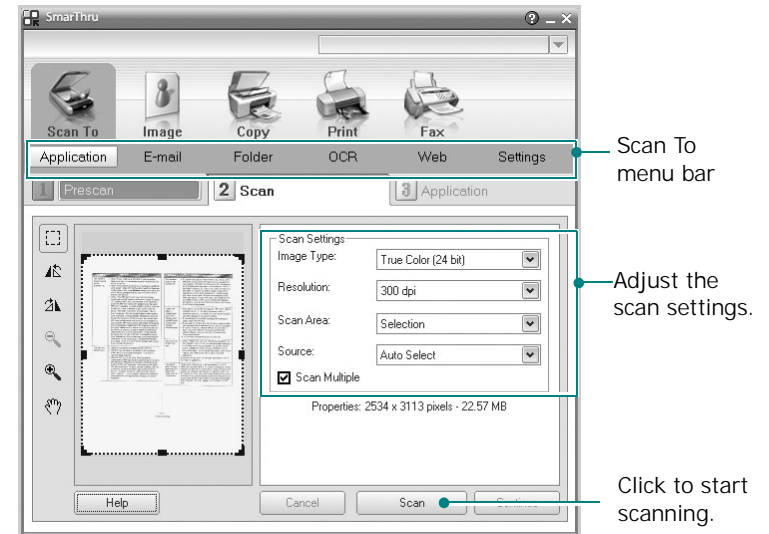 SmarThru
Scan To
Image
Copy
Print
Fax
Scan To
menu bar
Application
E-mail
Folder
OCR
Web
Settings
1 Prescan
2 Scan
3 Application
Scan Settings
Image Type:
True Color (24 bit)
Adjust the
scan settings.
Resolution:
300 dpi
Scan Area:
Selection
Source:
Auto Select
Scan Multiple
Properties: 2534 x 3113 pixels - 22.57 MB
Help
Cancel
Scan
Continue
Click to start
scanning.